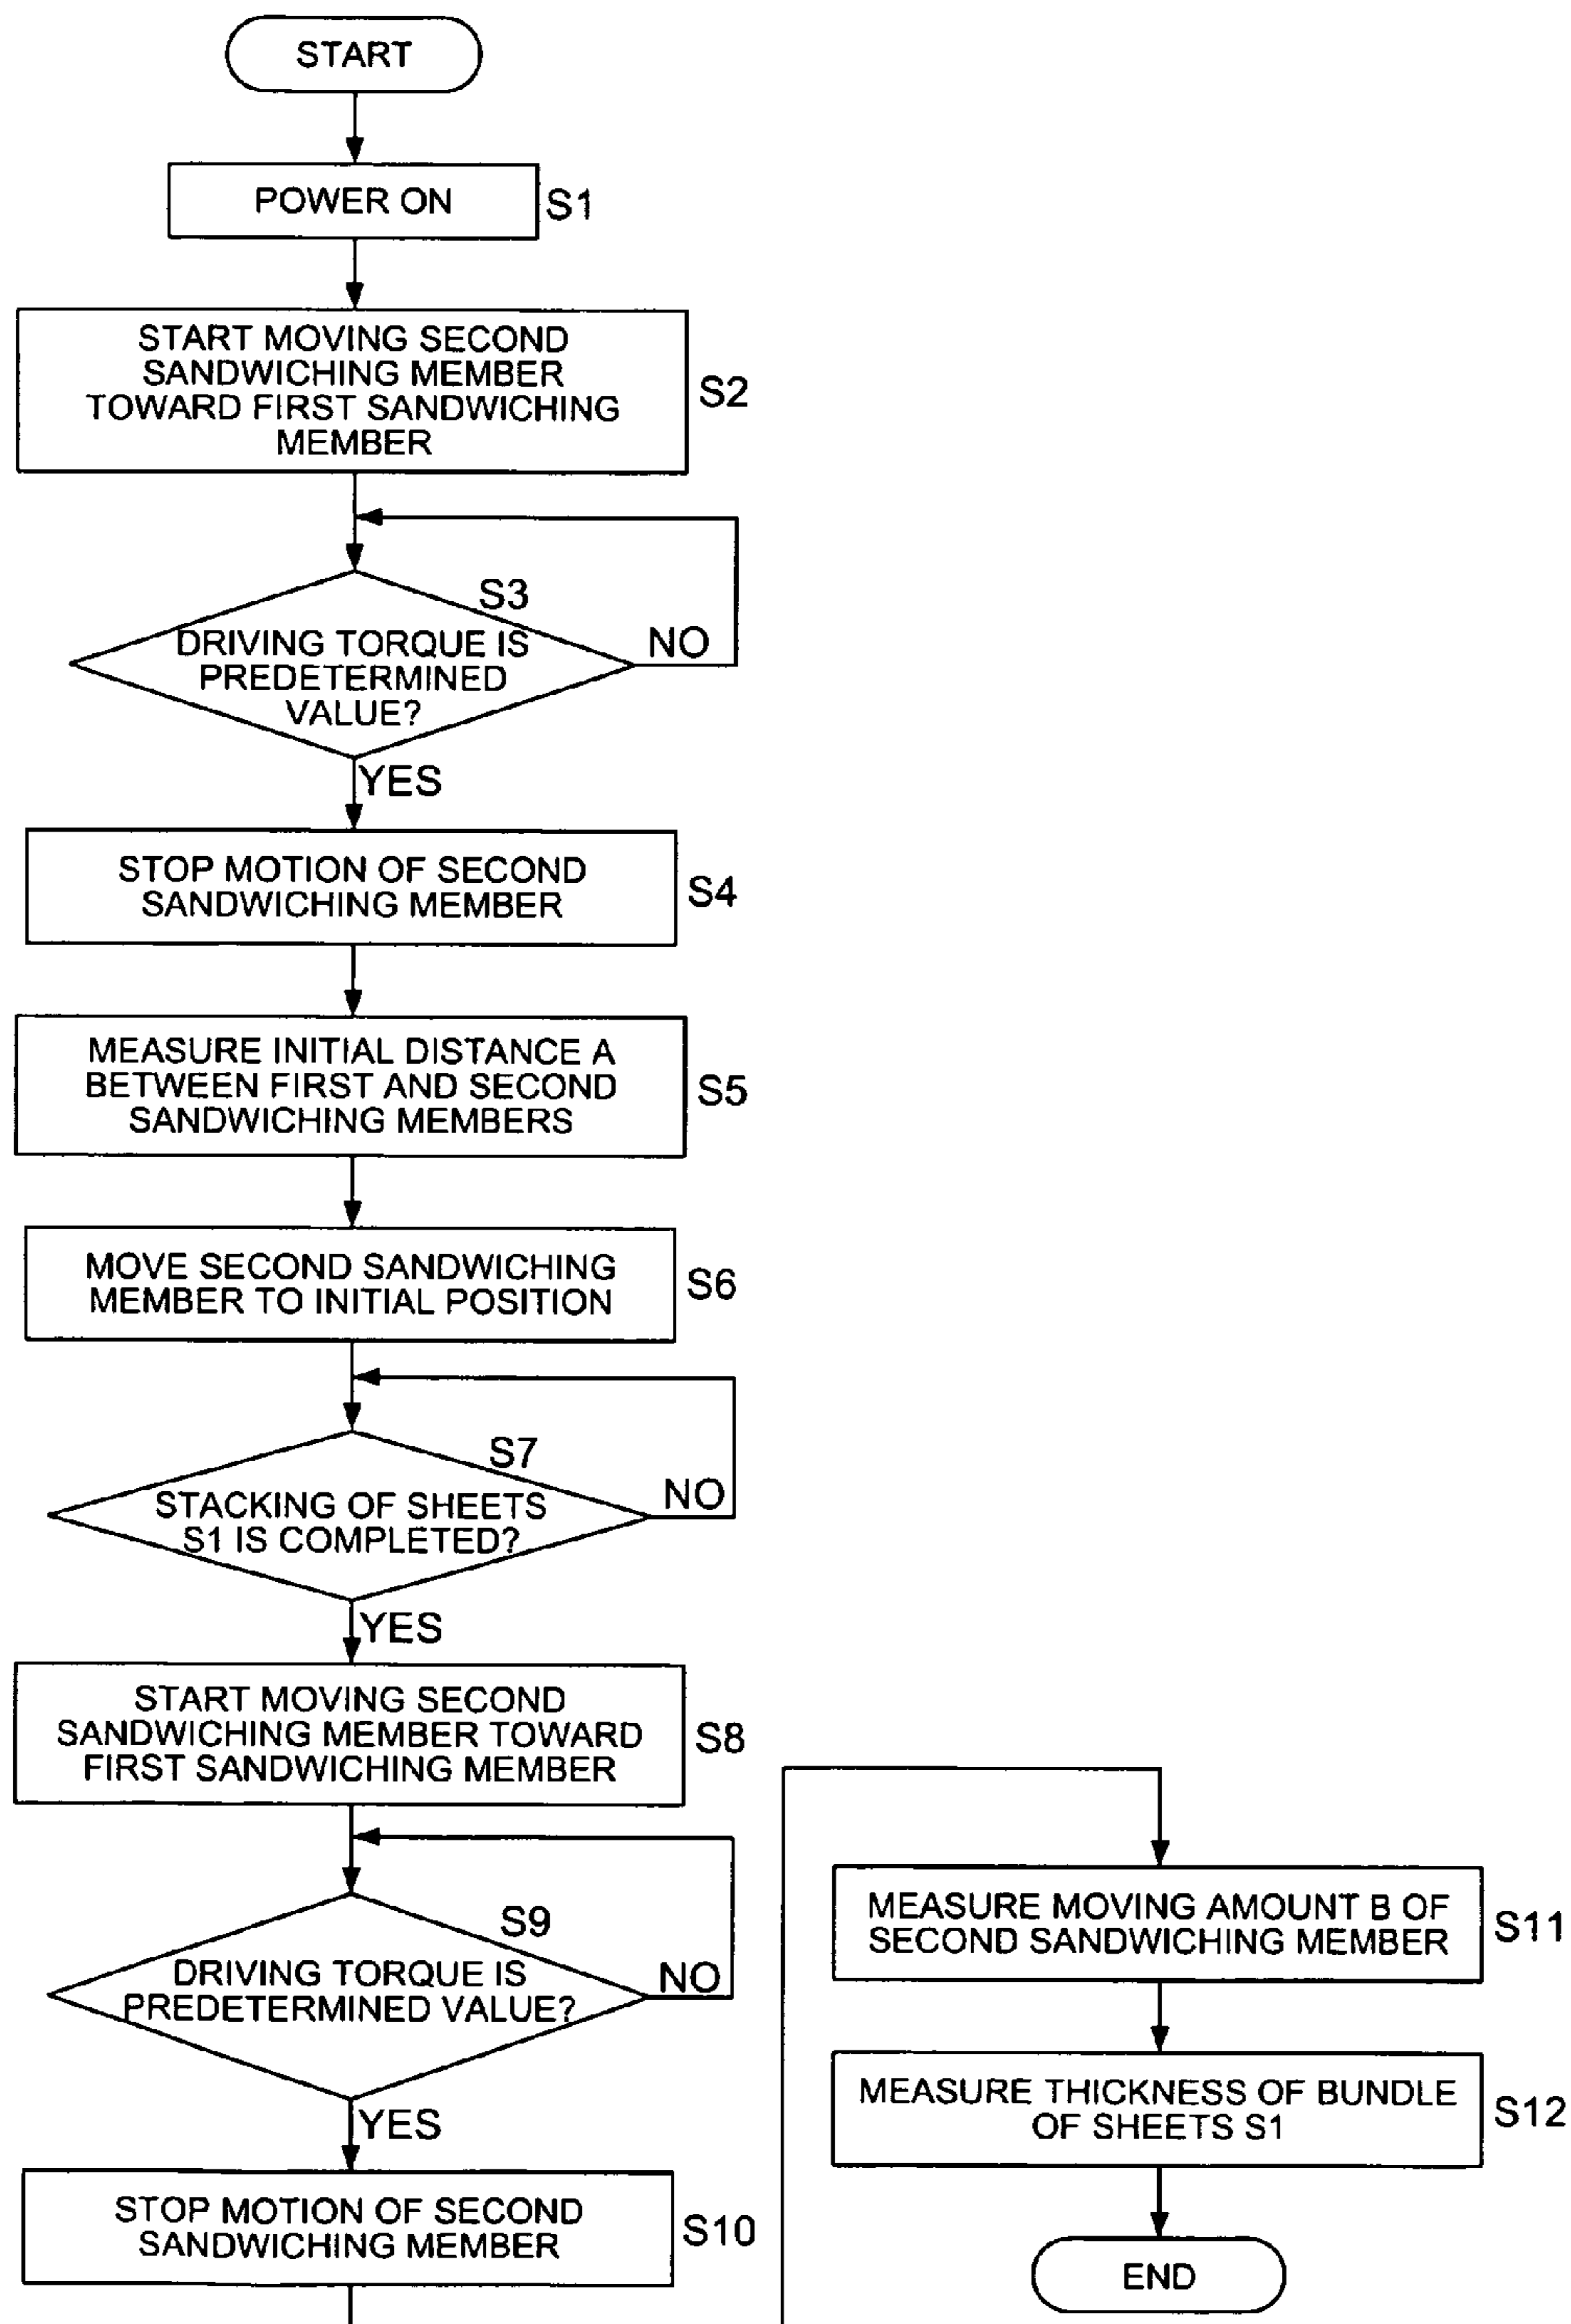 START
POWER ON
S1
START MOVING SECOND
SANDWICHING MEMBER
TOWARD FIRST SANDWICHING
MEMBER
S2
S3
DRIVING TORQUE IS
PREDETERMINED
VALUE?
NO
YES
STOP MOTION OF SECOND
SANDWICHING MEMBER
S4
MEASURE INITIAL DISTANCE A
BETWEEN FIRST AND SECOND
SANDWICHING MEMBERS
S5
MOVE SECOND SANDWICHING
MEMBER TO INITIAL POSITION
S6
S7
STACKING OF SHEETS
S1 IS COMPLETED?
NO
YES
START MOVING SECOND
SANDWICHING MEMBER TOWARD
FIRST SANDWICHING MEMBER
S8
S9
DRIVING TORQUE IS
PREDETERMINED VALUE?
NO
YES
STOP MOTION OF SECOND
SANDWICHING MEMBER
S10
MEASURE MOVING AMOUNT B OF
SECOND SANDWICHING MEMBER
S11
MEASURE THICKNESS OF BUNDLE
OF SHEETS S1
S12
END